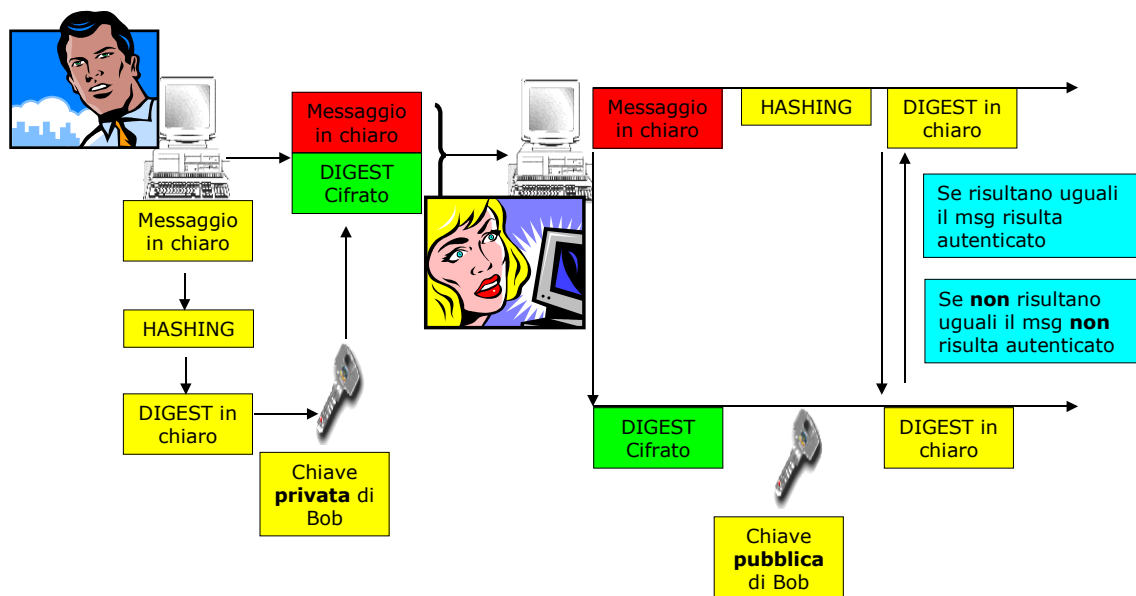 Messaggio
in chiaro
DIGEST
Cifrato
Messaggio
in chiaro
HASHING
DIGEST in
chiaro
Chiave
privata di
Bob
Messaggio
in chiaro
HASHING
DIGEST in
chiaro
Se risultano uguali
il msg risulta
autenticato
Se non risultano
uguali il msg non
risulta autenticato
DIGEST
Cifrato
Chiave
pubblica
di Bob
DIGEST in
chiaro